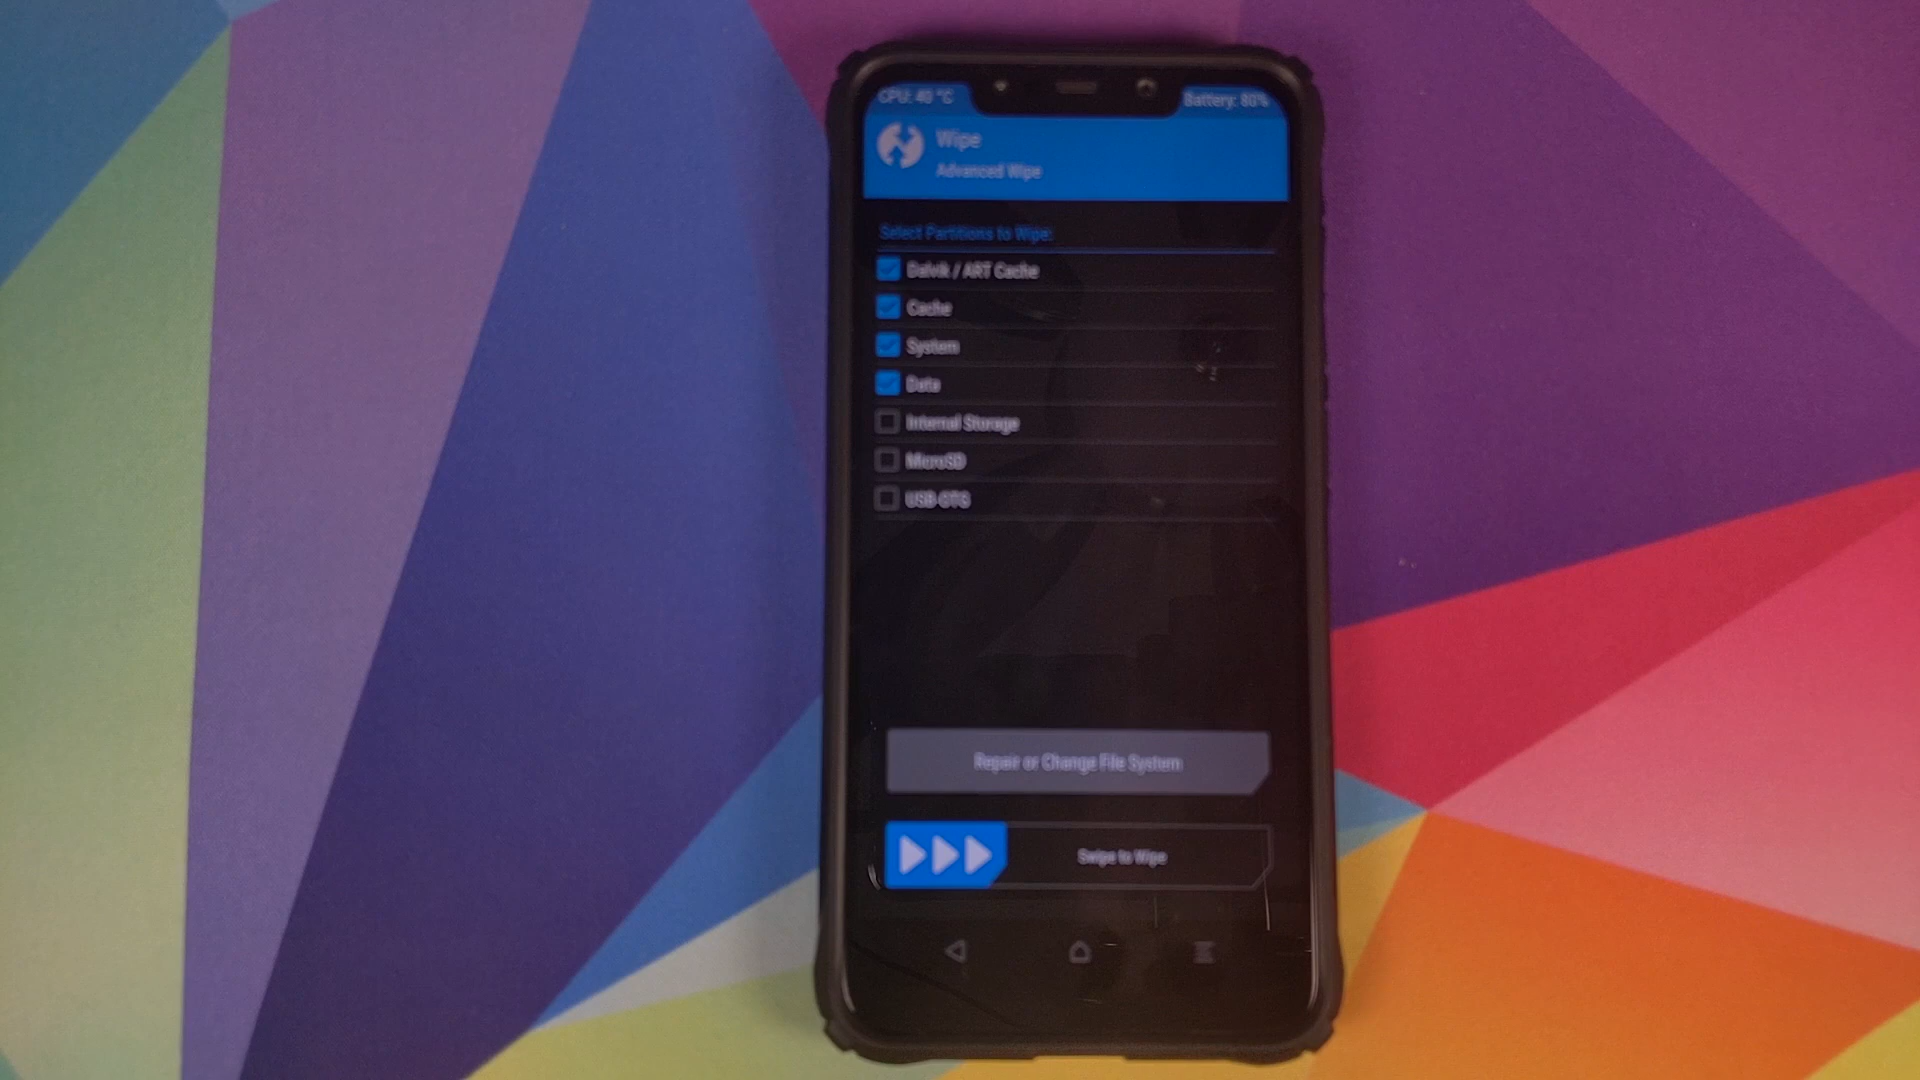 CPU: 40 °C
Battery: 80%
Wipe
Advanced Wipe
Select Partitions to Wipe:
Dalvik / ART Cache
Cache
System
Data
Internal Storage
MicroSD
USB OTG
Repair or Change File System
Swipe to Wipe